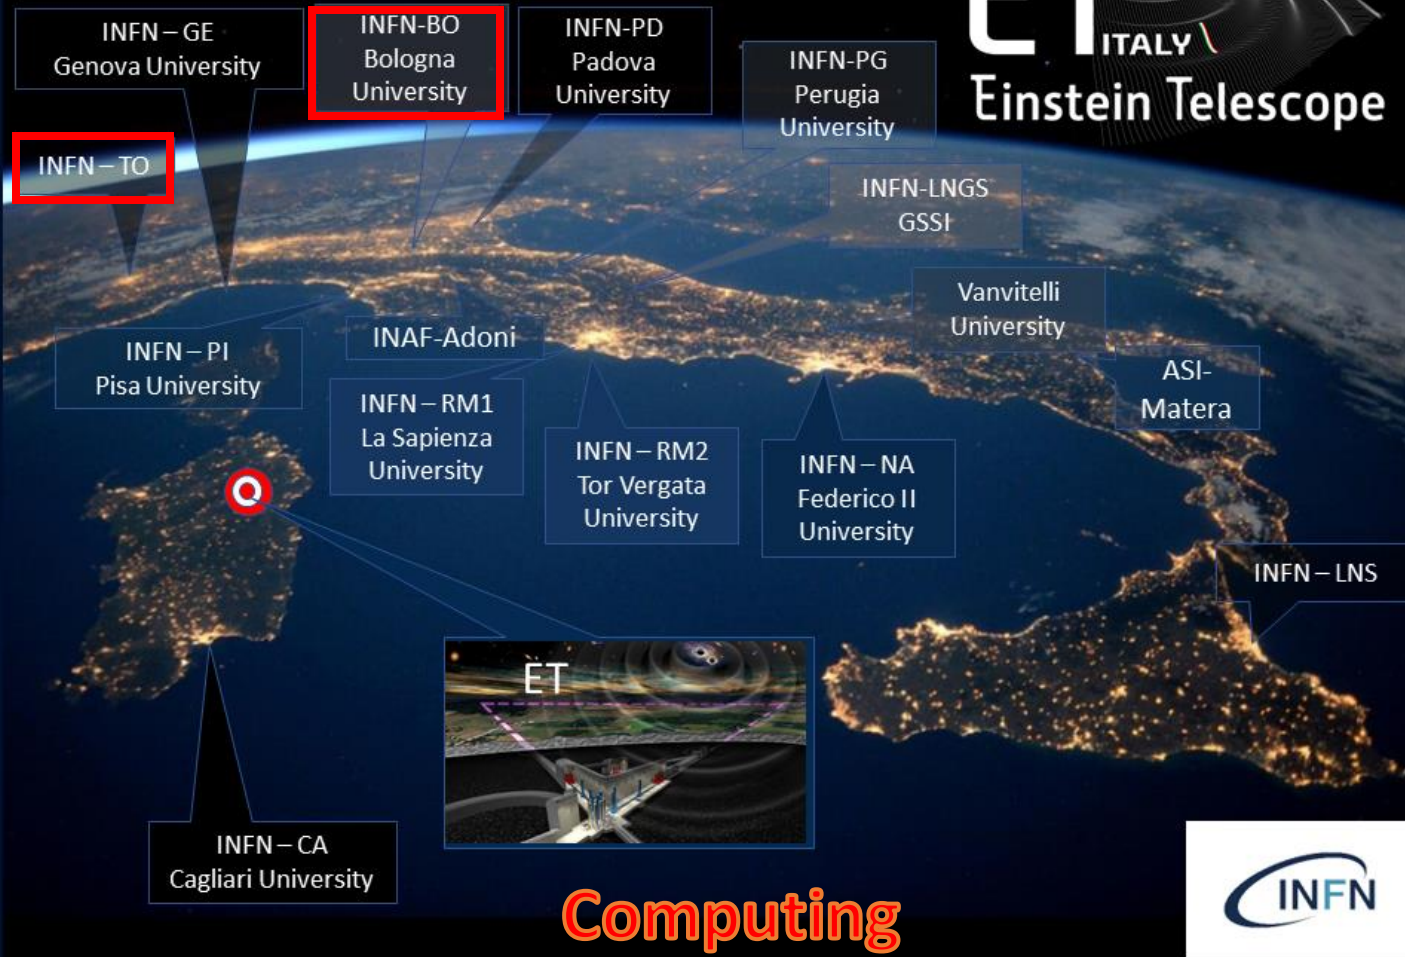 INFN – GE
Genova University
INFN-BO
Bologna
University
INFN-PD
Padova
University
INFN-PG
Perugia
University
ET
ITALY
Einstein Telescope
INFN – TO
INFN-LNGS
GSSI
Vanvitelli
University
INFN – PI
Pisa University
INAF-Adoni
ASI-
Matera
INFN – RM1
La Sapienza
University
INFN – RM2
Tor Vergata
University
INFN – NA
Federico II
University
INFN – LNS
ET
INFN – CA
Cagliari University
Computing
INFN